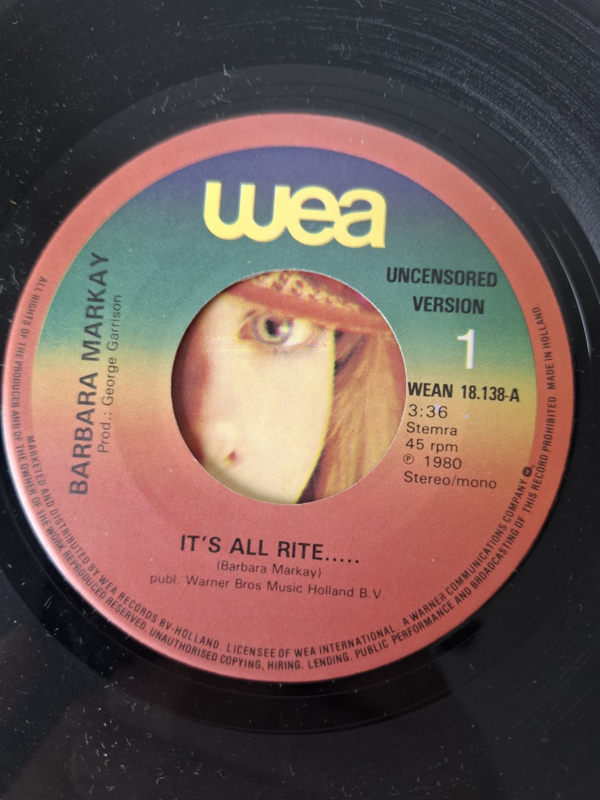 wea
UNCENSORED
VERSION
1
BARBARA MARKAY
Prod.: George Garrison
WEAN 18.138-A
3:36
Stemra
45 rpm
℗ 1980
Stereo/mono
IT'S ALL RITE.....
(Barbara Markay)
publ. Warner Bros Music Holland B.V.
ALL RIGHTS OF THE PRODUCER AND OF THE OWNER OF THE WORK REPRODUCED RESERVED. UNAUTHORISED COPYING, HIRING, LENDING, PUBLIC PERFORMANCE AND BROADCASTING OF THIS RECORD PROHIBITED. MADE IN HOLLAND.
MARKETED AND DISTRIBUTED BY WEA RECORDS BV-HOLLAND. LICENSEE OF WEA INTERNATIONAL. A WARNER COMMUNICATIONS COMPANY